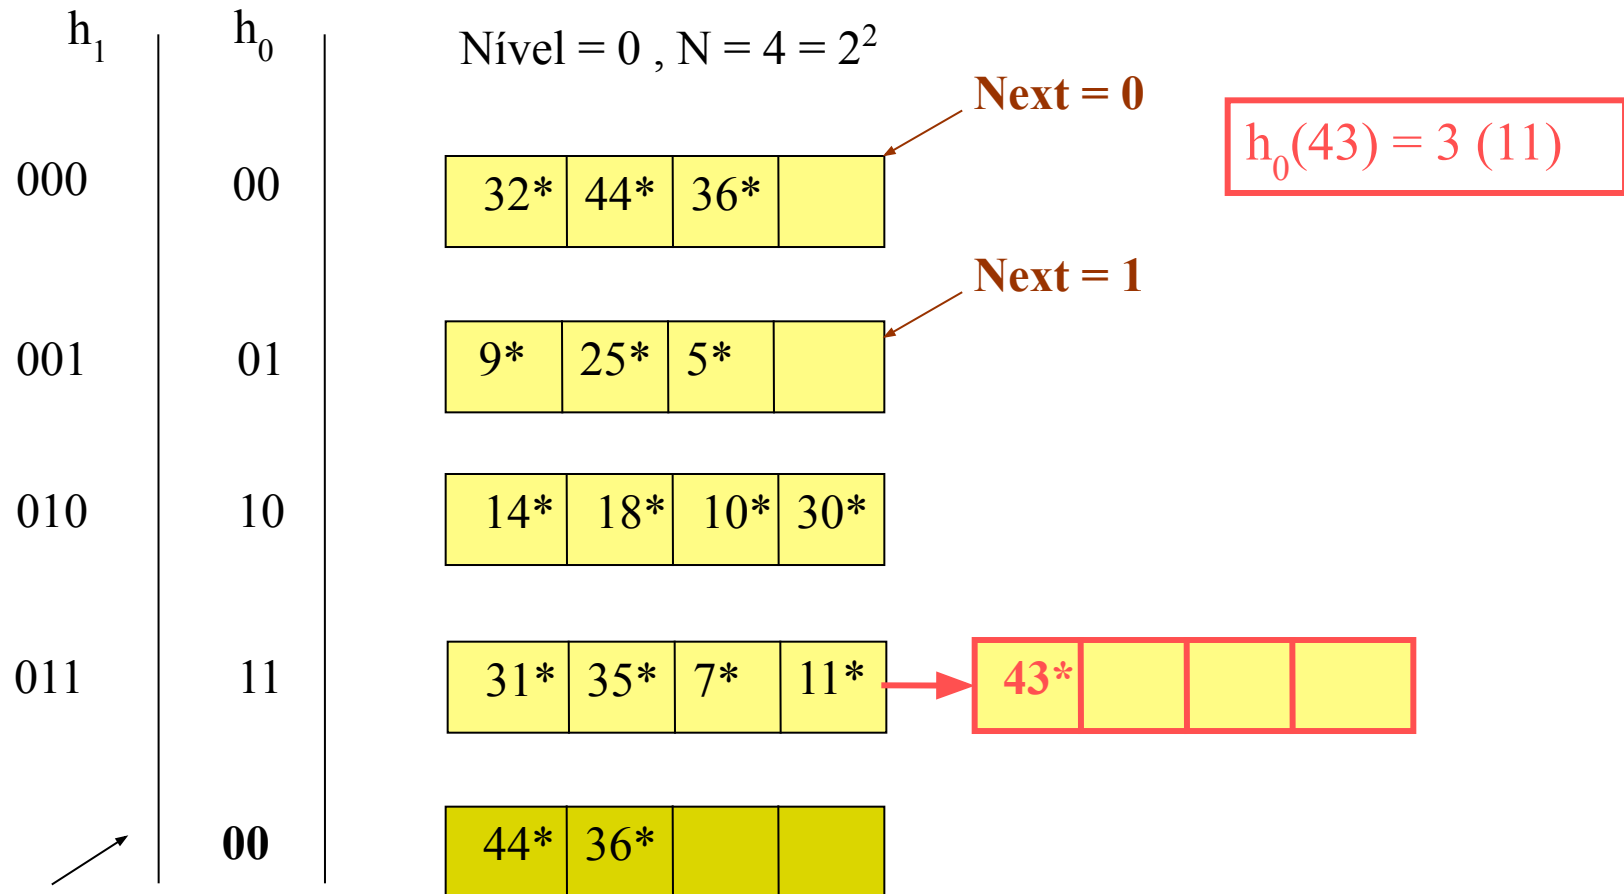 h₁ h₀ Nível = 0 , N = 4 = 2²
Next = 0
h₀(43) = 3 (11)
000 00 32* 44* 36*
Next = 1
001 01 9* 25* 5*
010 10 14* 18* 10* 30*
011 11 31* 35* 7* 11* 43*
00 44* 36*